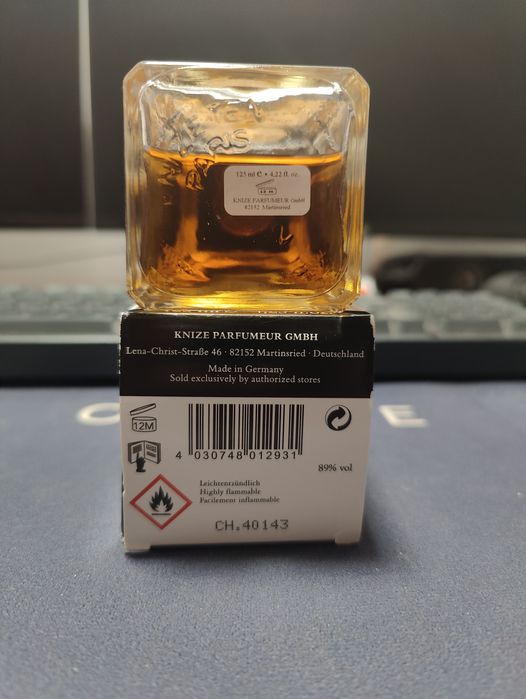 PARIS
125 ml ℮ • 4,22 fl. oz.
12 M
KNIZE PARFUMEUR GmbH
82152 Martinsried
KNIZE PARFUMEUR GMBH
Lena-Christ-Straße 46 · 82152 Martinsried · Deutschland
Made in Germany
Sold exclusively by authorized stores
12M
4 030748 012931
89% vol
Leichtentzündlich
Highly flammable
Facilement inflammable
CH.40143